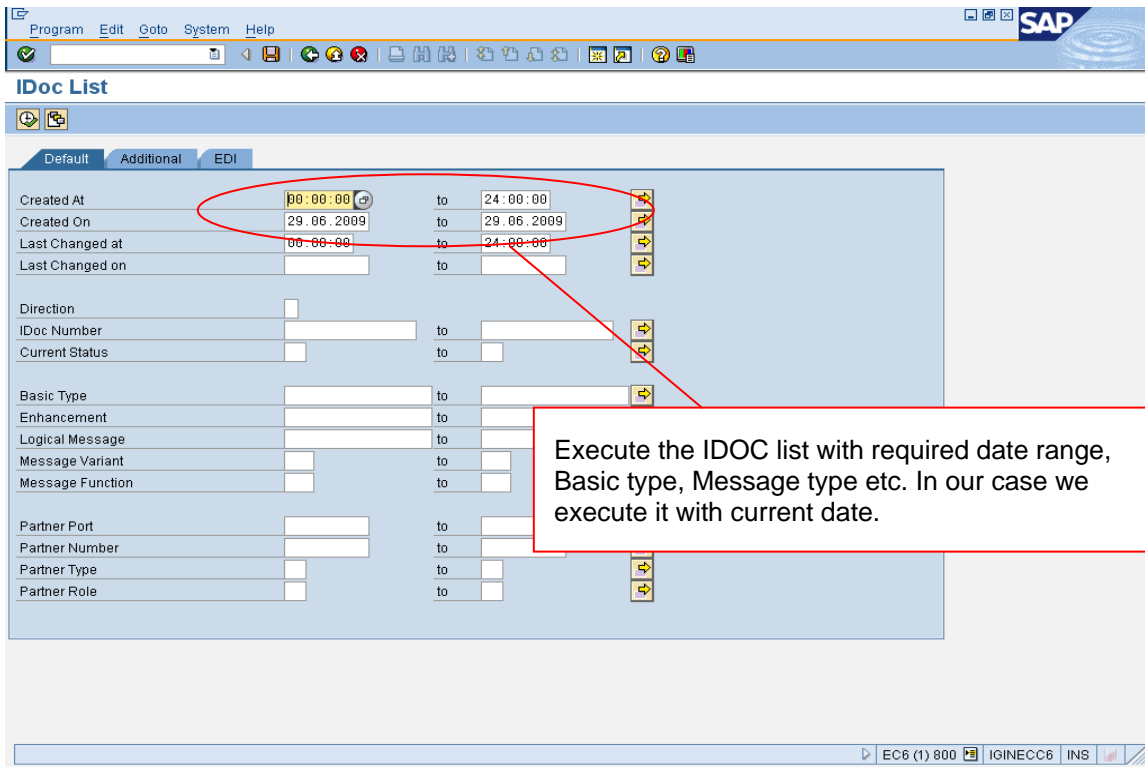 Program Edit Goto System Help
SAP
IDoc List
Default Additional EDI
Created At 00:00:00 to 24:00:00
Created On 29.06.2009 to 29.06.2009
Last Changed at 00:00:00 to 24:00:00
Last Changed on to
Direction
IDoc Number to
Current Status to
Basic Type to
Enhancement to
Logical Message to
Message Variant to
Message Function to
Partner Port to
Partner Number to
Partner Type to
Partner Role to
Execute the IDOC list with required date range,
Basic type, Message type etc. In our case we
execute it with current date.
EC6 (1) 800 IGINECC6 INS